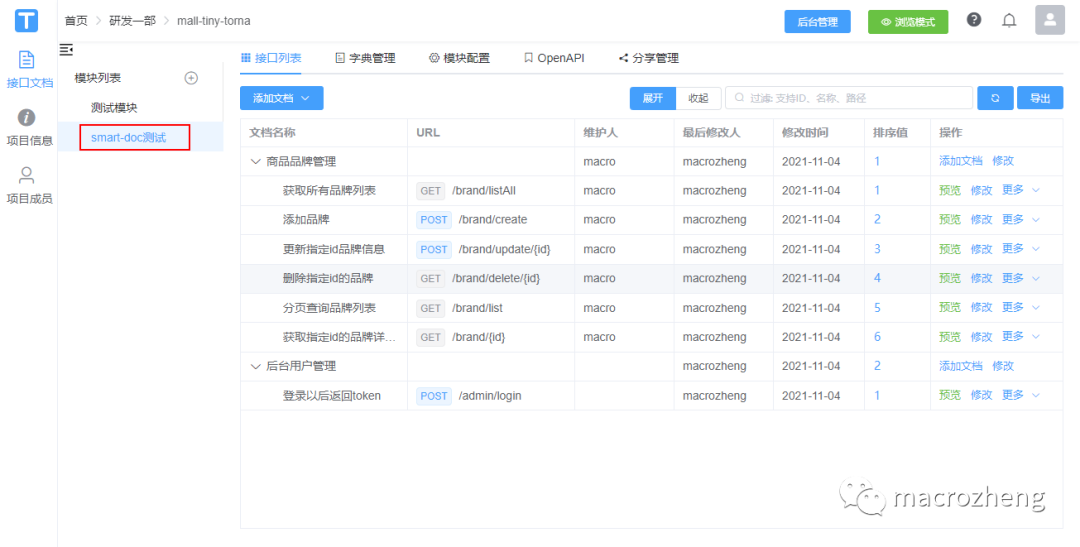 T
首页 > 研发一部 > mall-tiny-torna
后台管理
浏览模式
接口文档
项目信息
项目成员
模块列表
测试模块
smart-doc测试
接口列表 字典管理 模块配置 OpenAPI 分享管理
添加文档 展开 收起 过滤: 支持ID、名称、路径 导出
文档名称 URL 维护人 最后修改人 修改时间 排序值 操作
商品品牌管理 macro macrozheng 2021-11-04 1 添加文档 修改
获取所有品牌列表 GET /brand/listAll macro macrozheng 2021-11-04 1 预览 修改 更多
添加品牌 POST /brand/create macro macrozheng 2021-11-04 2 预览 修改 更多
更新指定id品牌信息 POST /brand/update/{id} macro macrozheng 2021-11-04 3 预览 修改 更多
删除指定id的品牌 GET /brand/delete/{id} macro macrozheng 2021-11-04 4 预览 修改 更多
分页查询品牌列表 GET /brand/list macro macrozheng 2021-11-04 5 预览 修改 更多
获取指定id的品牌详... GET /brand/{id} macro macrozheng 2021-11-04 6 预览 修改 更多
后台用户管理 macrozheng 2021-11-04 2 添加文档 修改
登录以后返回token POST /admin/login macrozheng 2021-11-04 1 预览 修改 更多
macrozheng